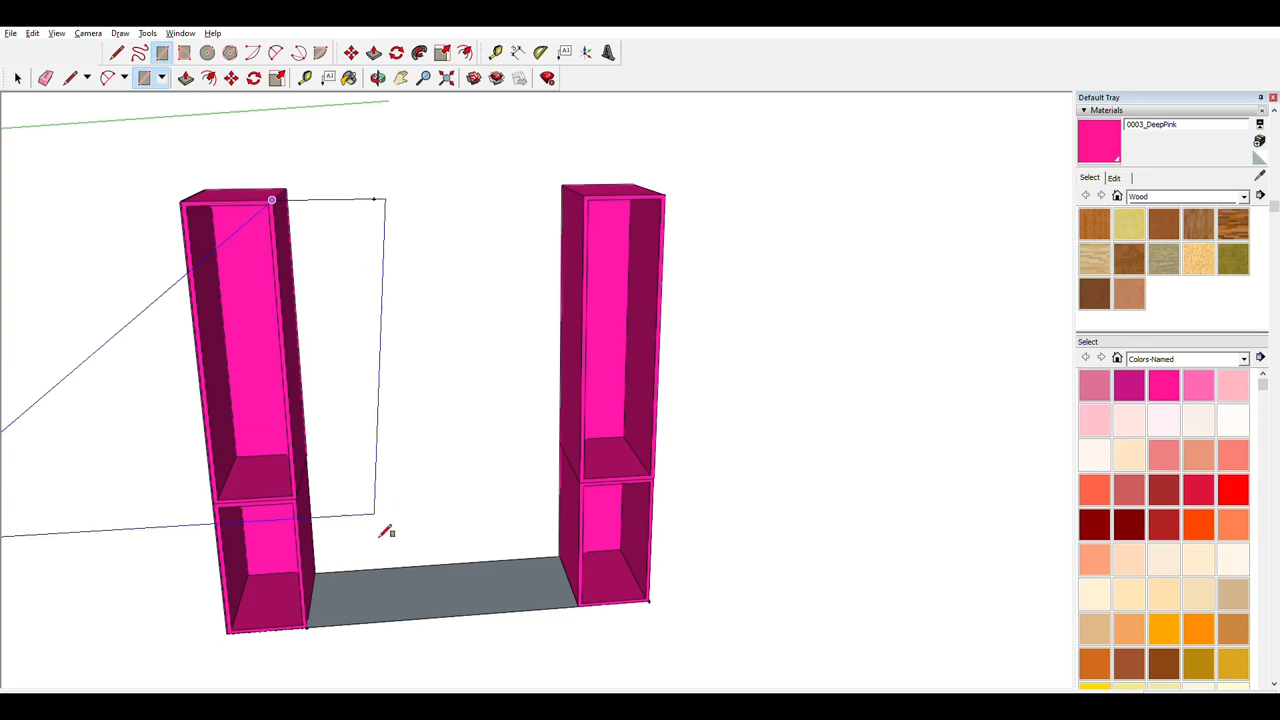 File Edit View Camera Draw Tools Window Help
Default Tray
Materials
0003_DeepPink
Select Edit
Wood
Select
Colors-Named